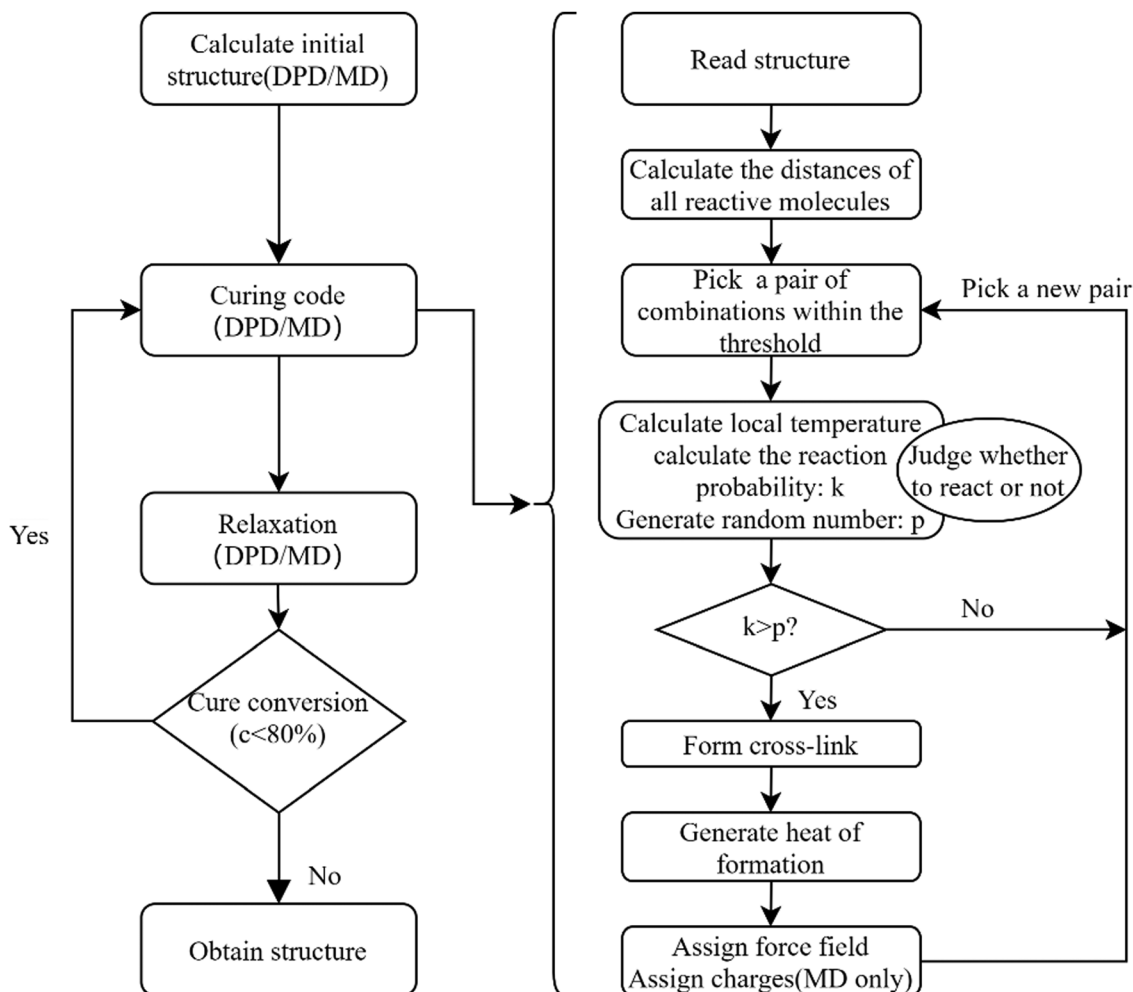 Calculate initial
structure(DPD/MD)
Curing code
(DPD/MD)
Relaxation
(DPD/MD)
Yes
Cure conversion
(c<80%)
No
Obtain structure
Read structure
Calculate the distances of
all reactive molecules
Pick a pair of
combinations within the
threshold
Pick a new pair
Calculate local temperature
calculate the reaction
probability: k
Generate random number: p
Judge whether
to react or not
k>p?
No
Yes
Form cross-link
Generate heat of
formation
Assign force field
Assign charges(MD only)